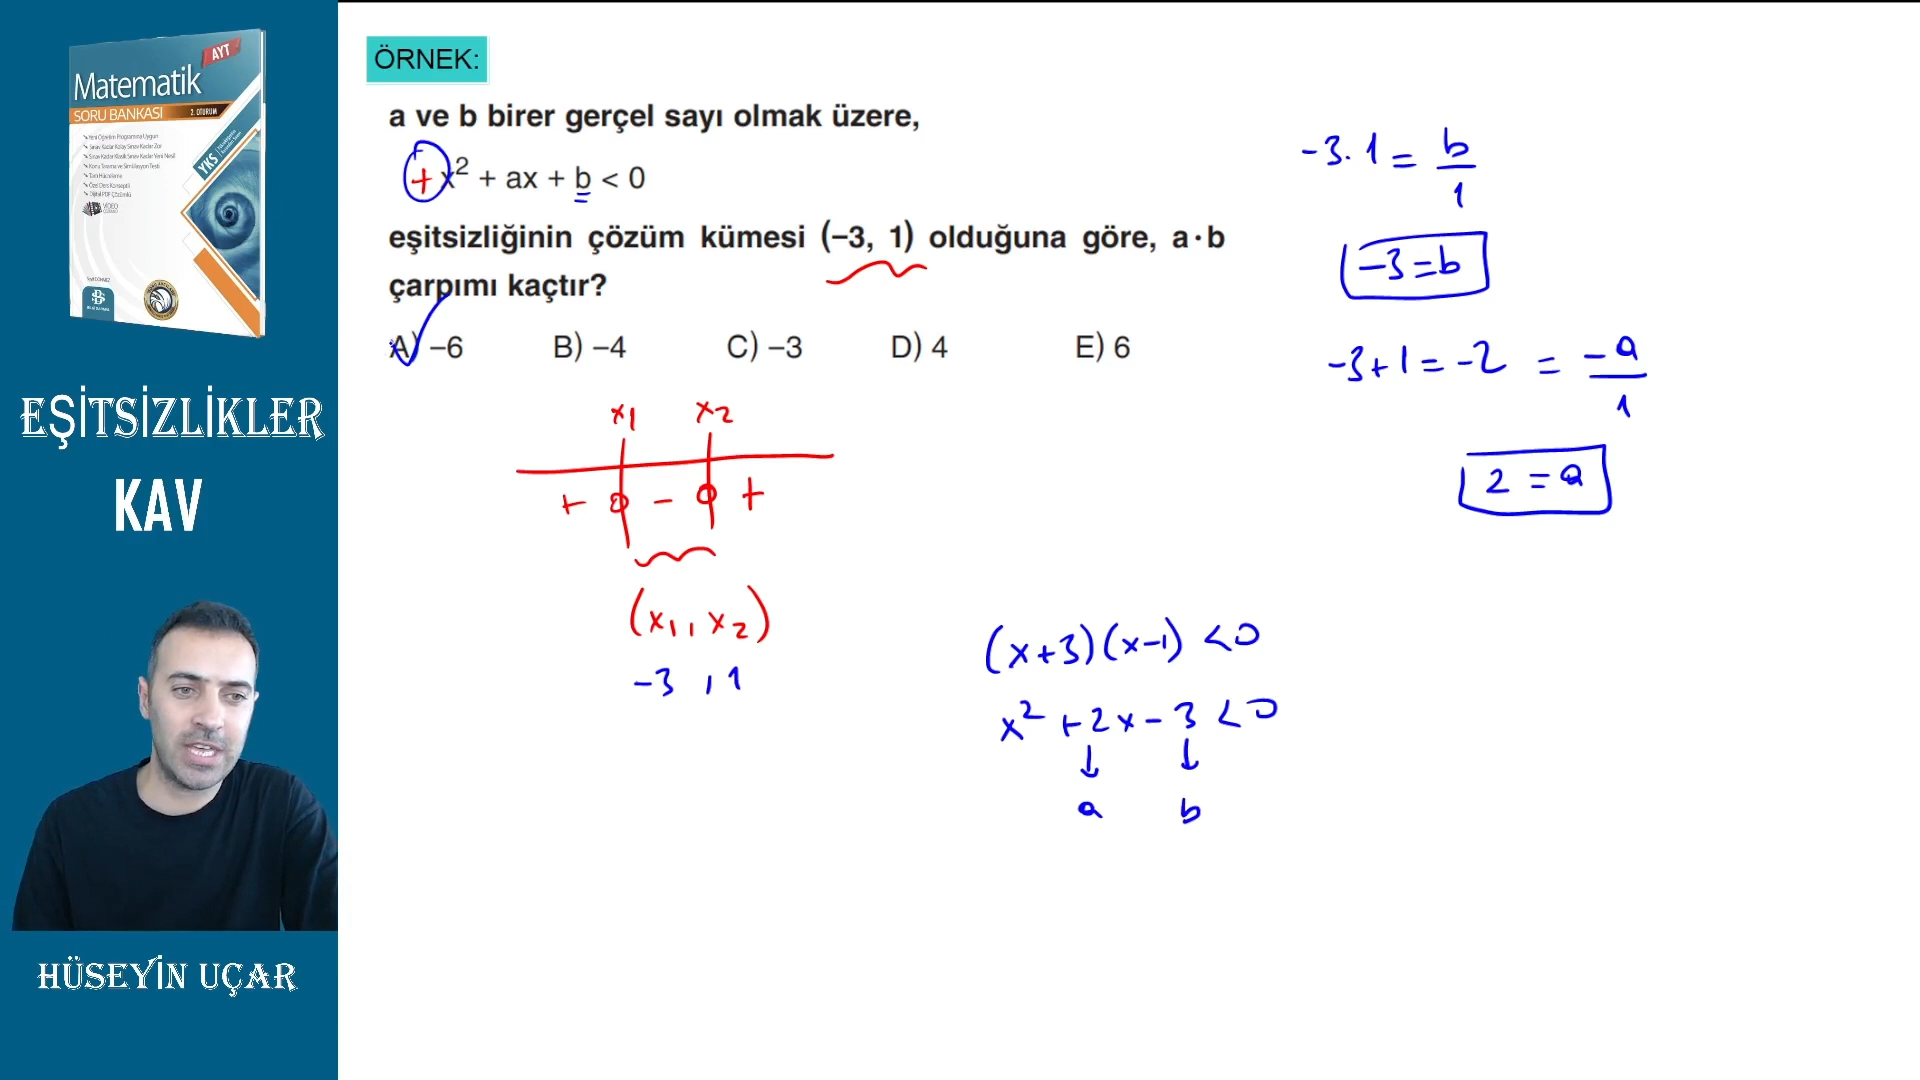 AYT
Matematik
SORU BANKASI
2. OTURUM
YKS
VIDEO
EŞİTSİZLİKLER
KAV
HÜSEYİN UÇAR
ÖRNEK:
a ve b birer gerçel sayı olmak üzere,
+ x² + ax + b < 0
eşitsizliğinin çözüm kümesi (−3, 1) olduğuna göre, a·b
çarpımı kaçtır?
A) −6 B) −4 C) −3 D) 4 E) 6
x₁ x₂
+ − +
(x₁, x₂)
-3 , 1
(x+3)(x-1) <0
x² +2x-3 <0
↓ ↓
a b
-3.1 = b/1
-3=b
-3+1=-2 = -a/1
2 = a